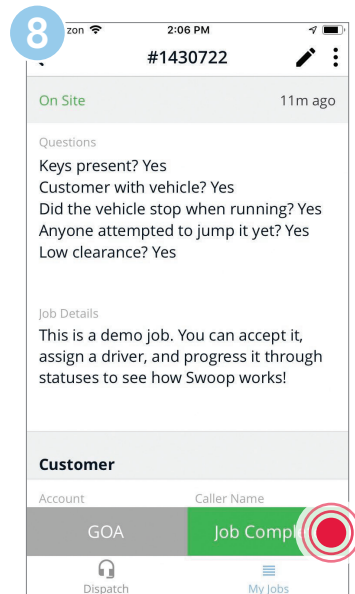 8
zon 2:06 PM
#1430722
On Site 11m ago
Questions
Keys present? Yes
Customer with vehicle? Yes
Did the vehicle stop when running? Yes
Anyone attempted to jump it yet? Yes
Low clearance? Yes
Job Details
This is a demo job. You can accept it,
assign a driver, and progress it through
statuses to see how Swoop works!
Customer
Account Caller Name
GOA Job Compl
Dispatch My Jobs